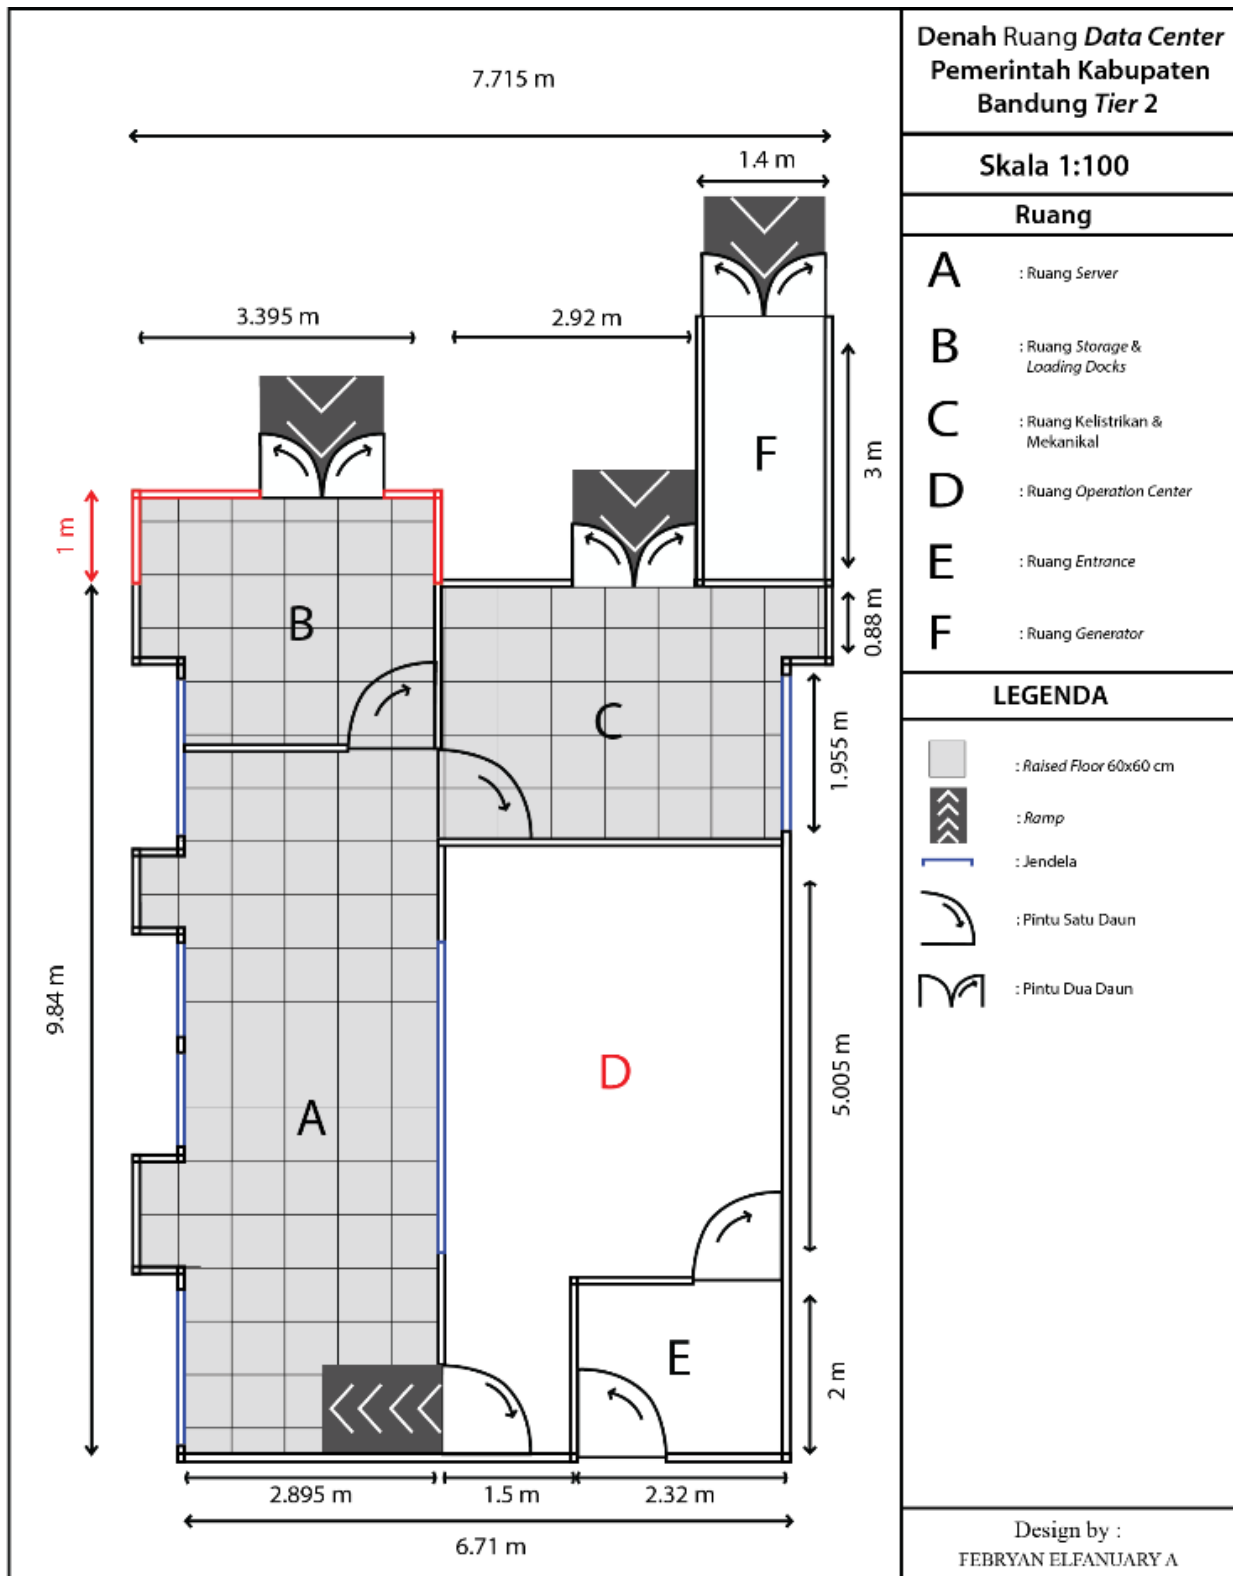 7.715 m
1.4 m
3.395 m
2.92 m
3 m
F
1 m
B
0.88 m
C
1.955 m
9.84 m
D
5.005 m
A
E
2 m
2.895 m
1.5 m
2.32 m
6.71 m
Denah Ruang Data Center
Pemerintah Kabupaten
Bandung Tier 2
Skala 1:100
Ruang
A : Ruang Server
B : Ruang Storage &
Loading Docks
C : Ruang Kelistrikan &
Mekanikal
D : Ruang Operation Center
E : Ruang Entrance
F : Ruang Generator
LEGENDA
: Raised Floor 60x60 cm
: Ramp
: Jendela
: Pintu Satu Daun
: Pintu Dua Daun
Design by :
FEBRYAN ELFANUARY A